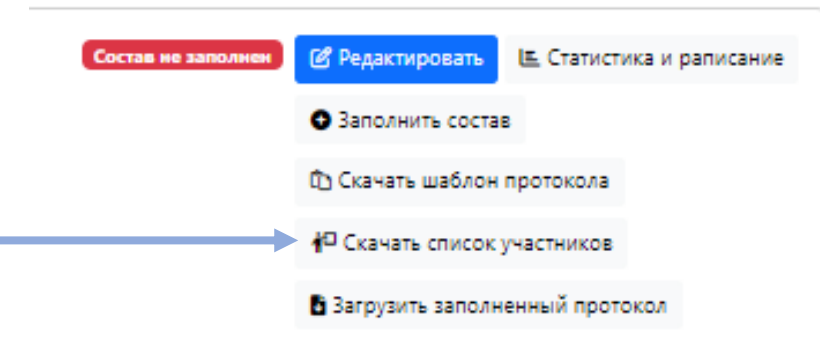 Состав не заполнен Редактировать Статистика и раписание
Заполнить состав
Скачать шаблон протокола
Скачать список участников
Загрузить заполненный протокол